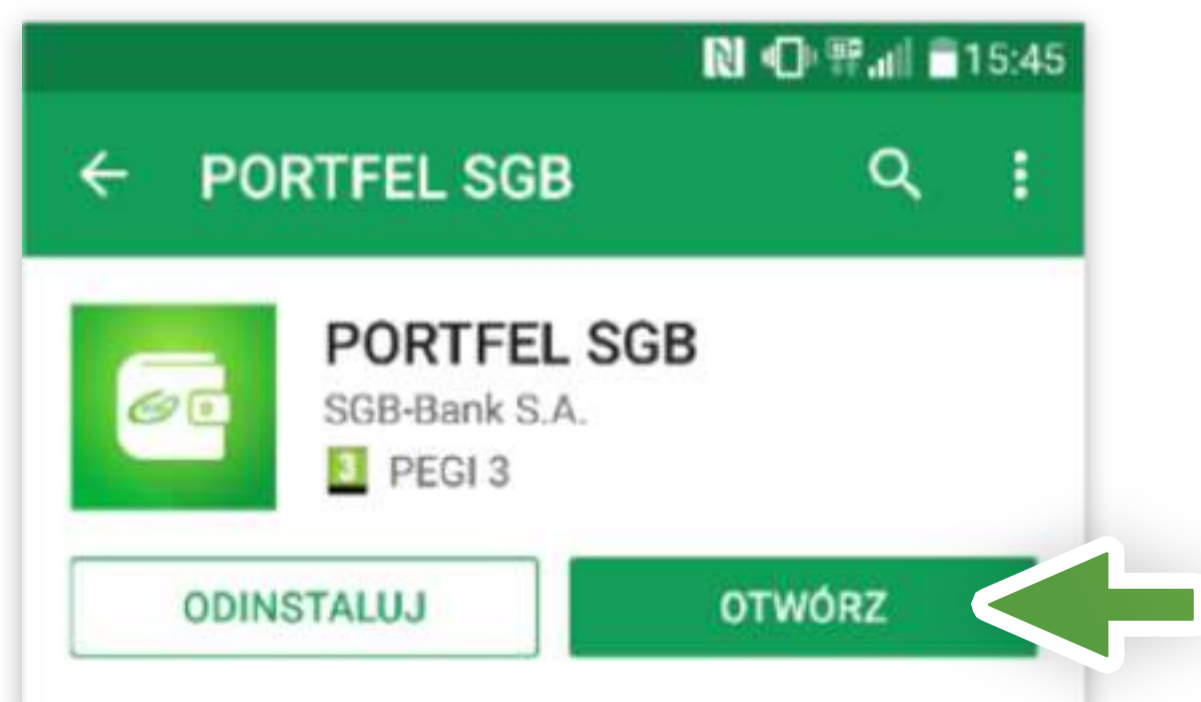 15:45
PORTFEL SGB
PORTFEL SGB
SGB-Bank S.A.
3 PEGI 3
ODINSTALUJ
OTWÓRZ